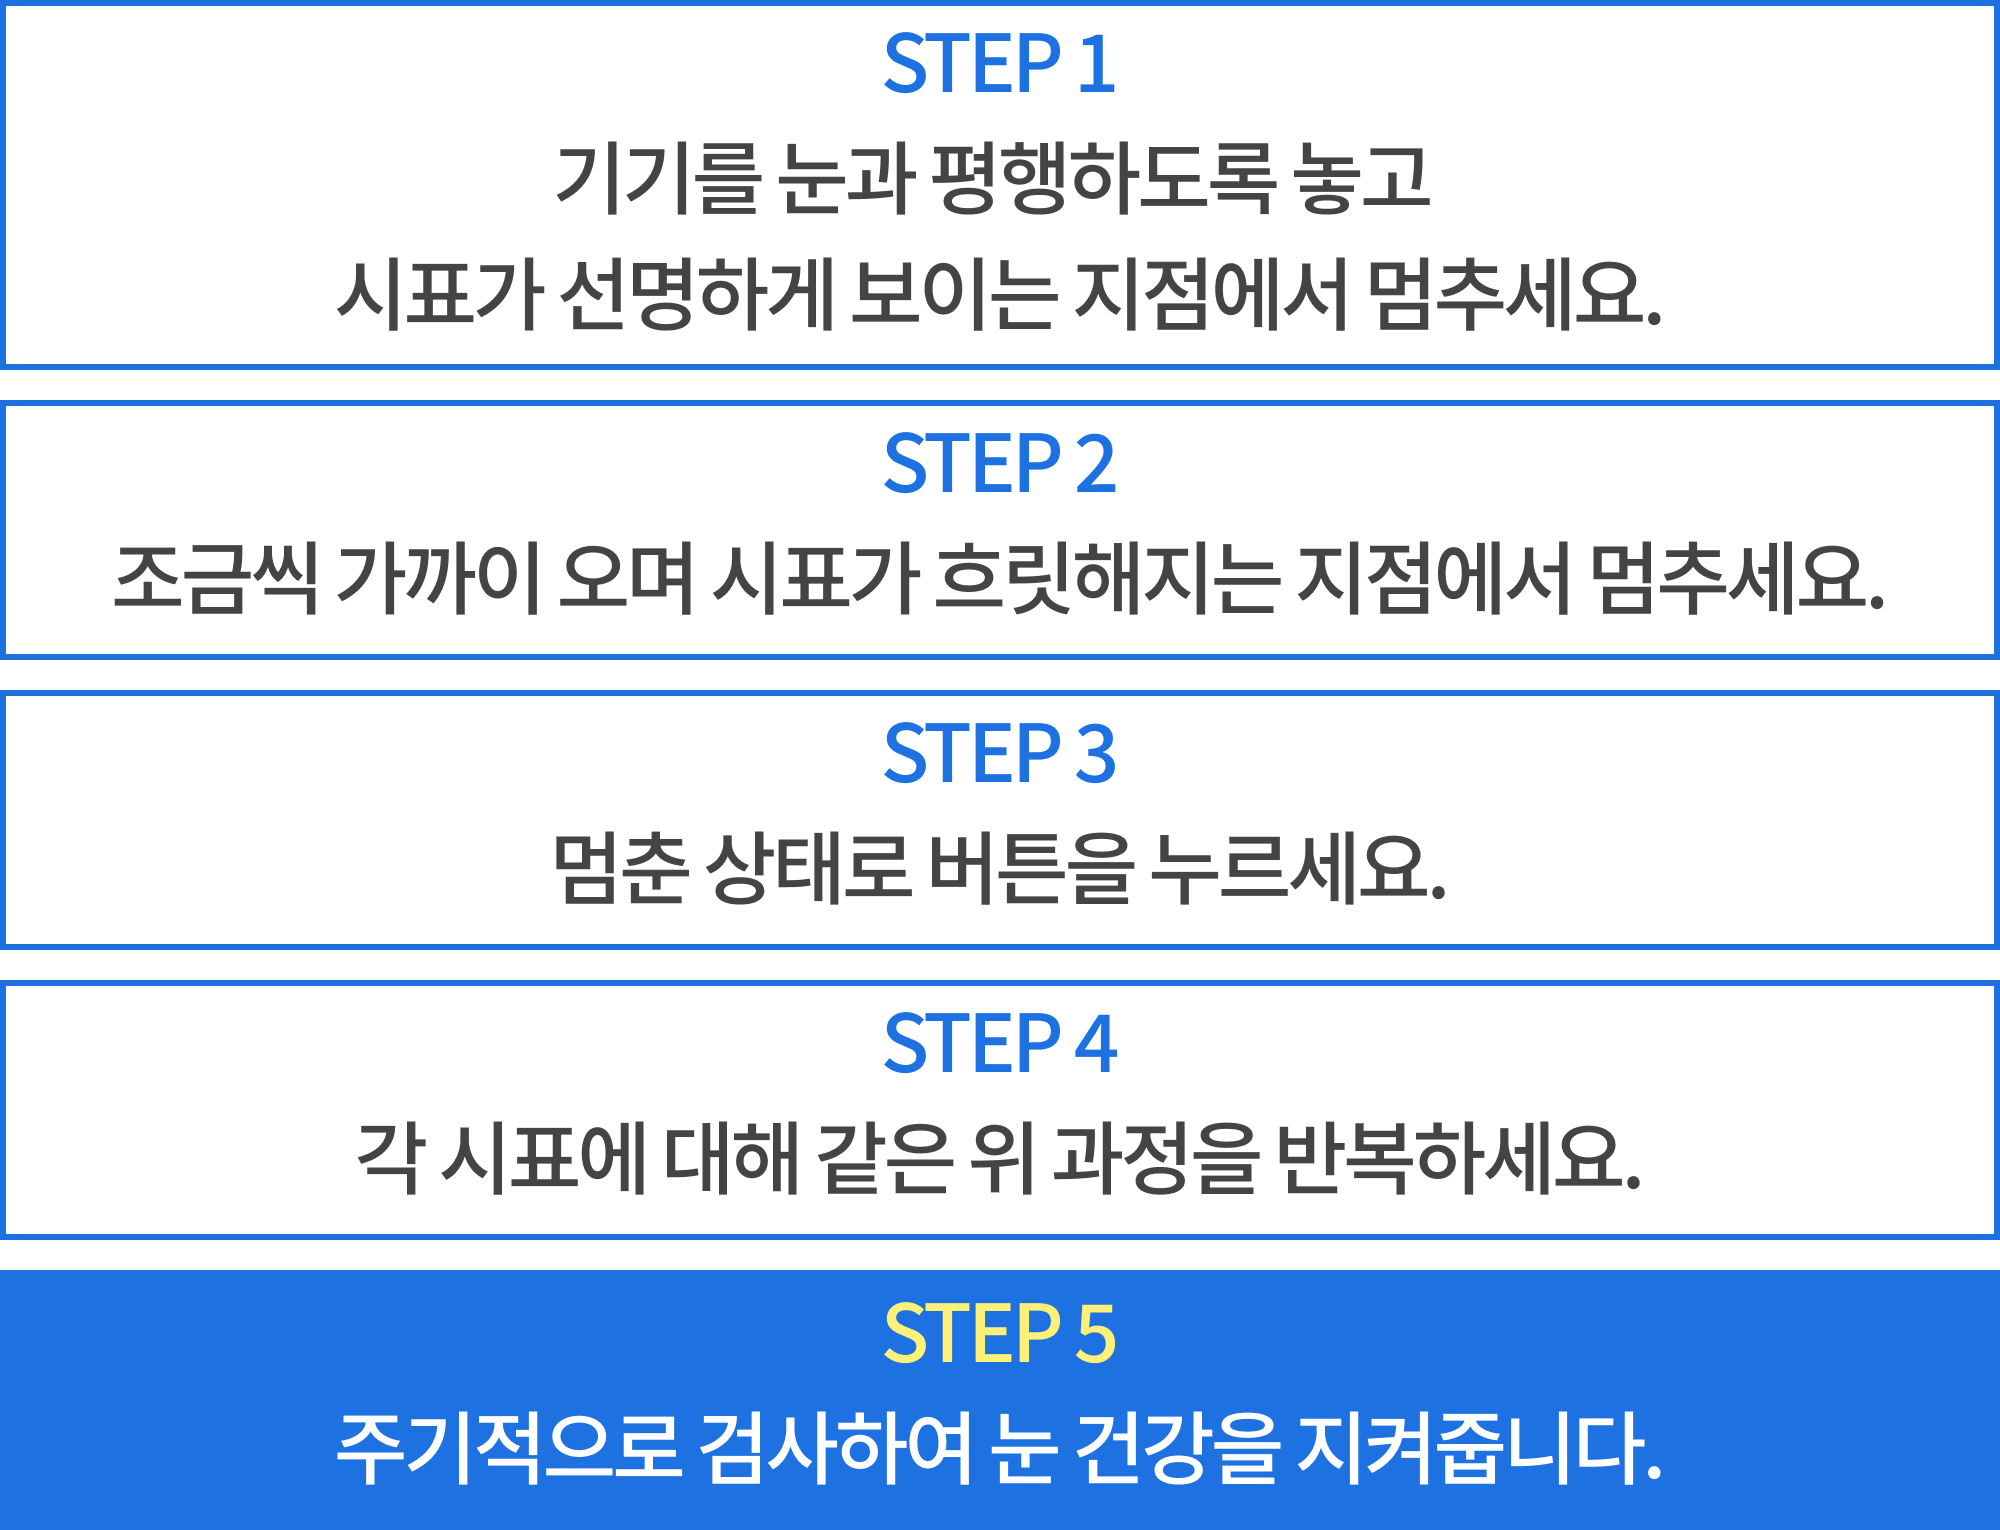 STEP 1
기기를 눈과 평행하도록 놓고
시표가 선명하게 보이는 지점에서 멈추세요.
STEP 2
조금씩 가까이 오며 시표가 흐릿해지는 지점에서 멈추세요.
STEP 3
멈춘 상태로 버튼을 누르세요.
STEP 4
각 시표에 대해 같은 위 과정을 반복하세요.
STEP 5
주기적으로 검사하여 눈 건강을 지켜줍니다.